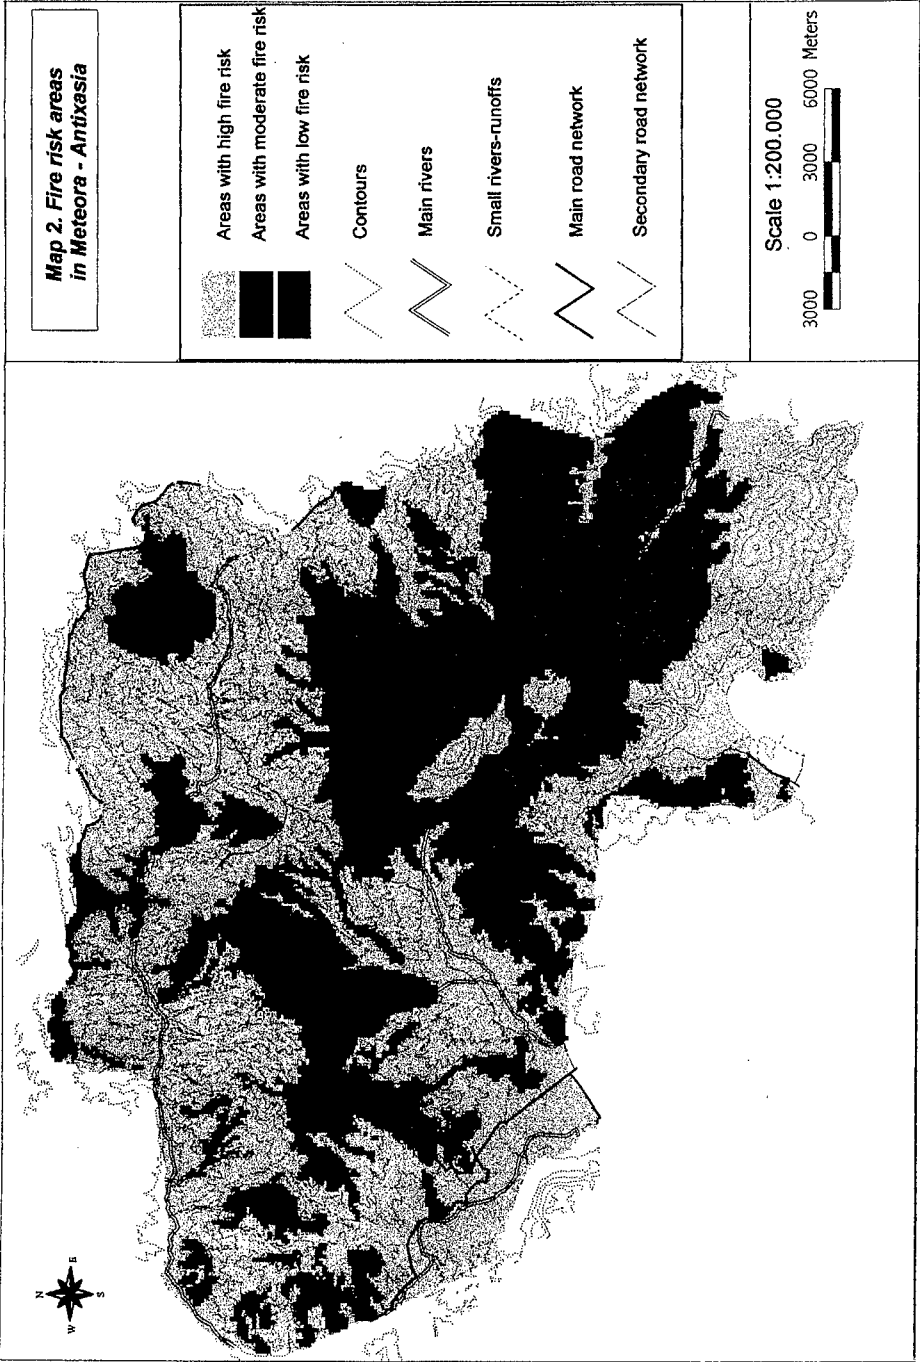 Map 2. Fire risk areas
in Meteora - Antixasia
Areas with high fire risk
Areas with moderate fire risk
Areas with low fire risk
Contours
Main rivers
Small rivers-runoffs
Main road network
Secondary road network
Scale 1:200.000
3000 0 3000 6000 Meters
N
W E
S